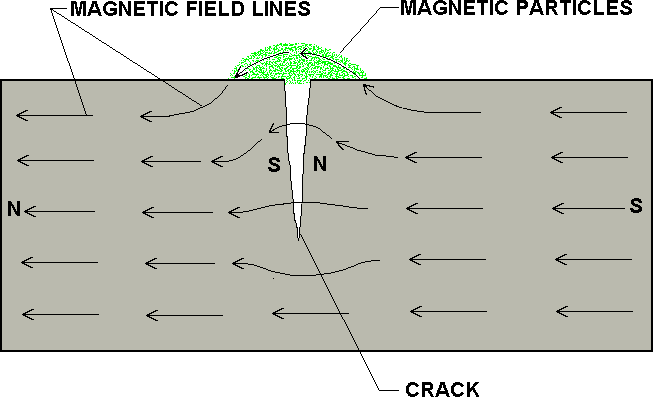 MAGNETIC FIELD LINES
MAGNETIC PARTICLES
S N
N S
CRACK